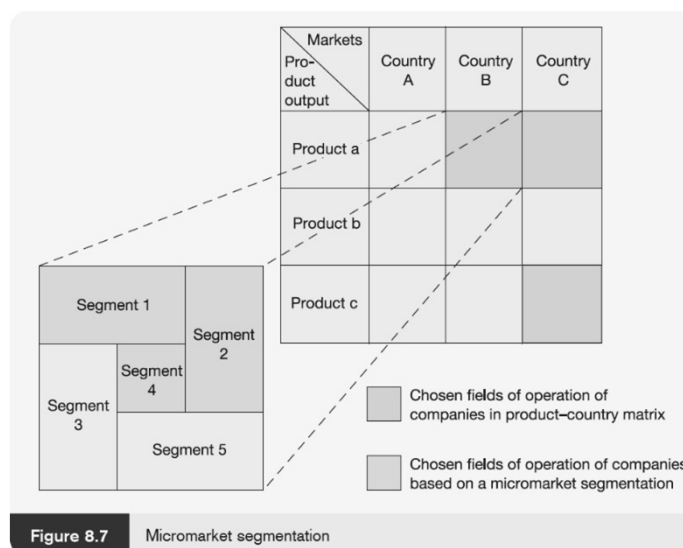 Markets
Pro-
duct
output
Country
A
Country
B
Country
C
Product a
Product b
Product c
Segment 1
Segment
2
Segment
3
Segment
4
Segment 5
Chosen fields of operation of
companies in product–country matrix
Chosen fields of operation of companies
based on a micromarket segmentation
Figure 8.7 Micromarket segmentation